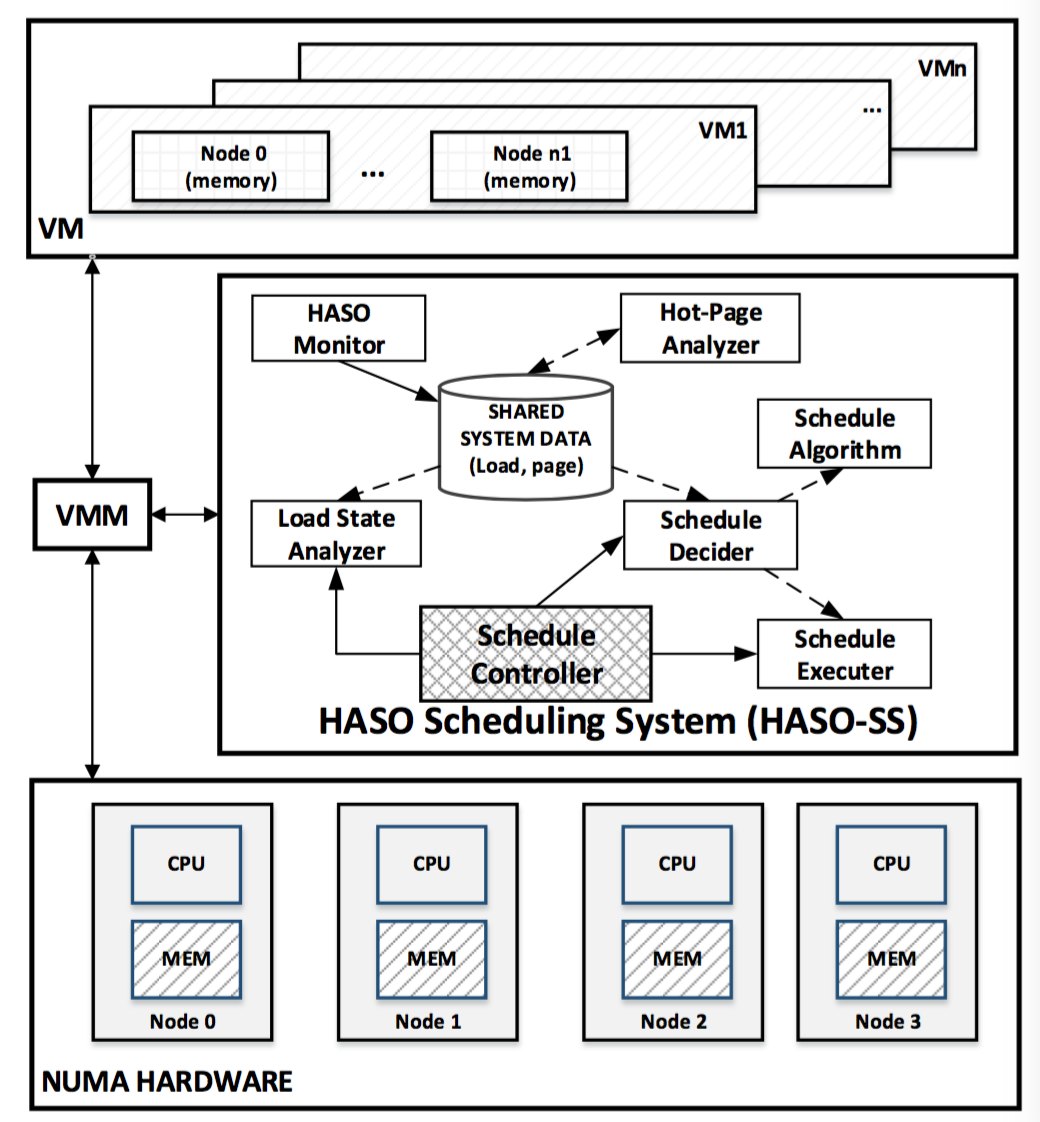 VMn
...
VM1
Node 0
(memory)
...
Node n1
(memory)
VM
HASO
Monitor
Hot-Page
Analyzer
SHARED
SYSTEM DATA
(Load, page)
Schedule
Algorithm
VMM
Load State
Analyzer
Schedule
Decider
Schedule
Controller
Schedule
Executer
HASO Scheduling System (HASO-SS)
CPU
MEM
Node 0
CPU
MEM
Node 1
CPU
MEM
Node 2
CPU
MEM
Node 3
NUMA HARDWARE